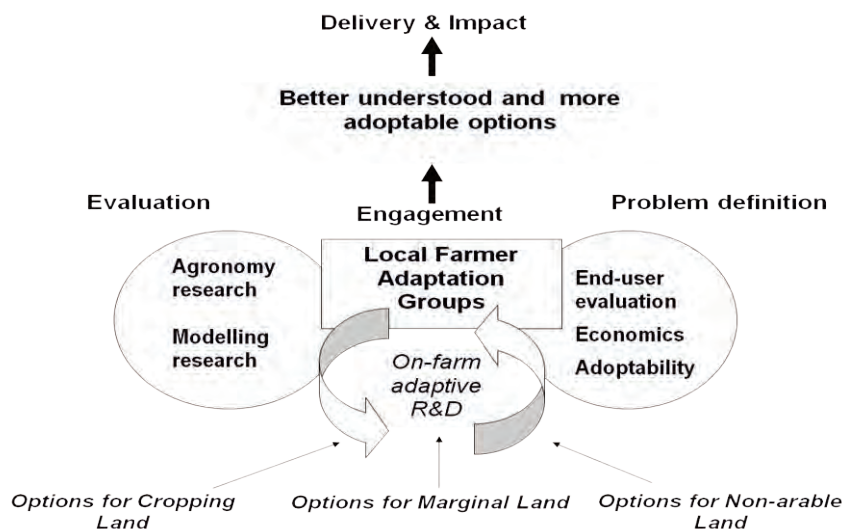 Delivery & Impact
Better understood and more
adoptable options
Evaluation
Engagement
Problem definition
Agronomy
research
Modelling
research
Local Farmer
Adaptation
Groups
End-user
evaluation
Economics
Adoptability
On-farm
adaptive
R&D
Options for Cropping
Land
Options for Marginal Land
Options for Non-arable
Land